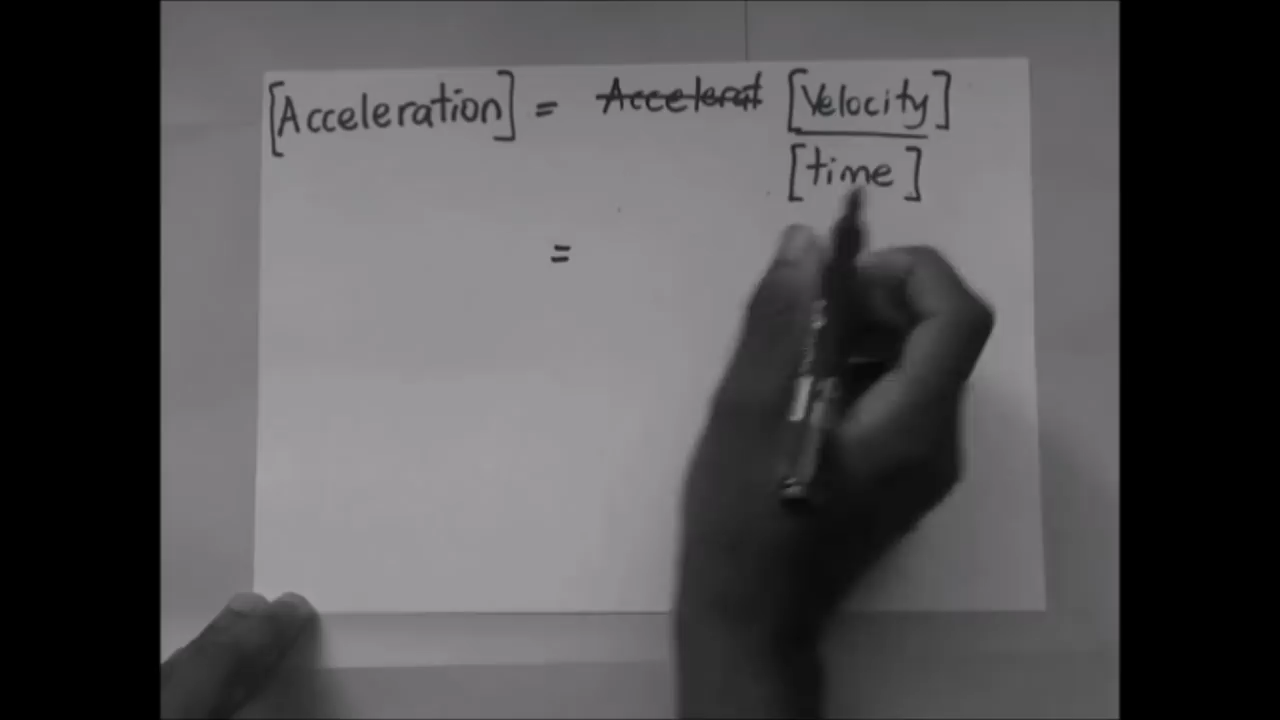 [Acceleration] = Accelerat [Velocity]
[time]
=